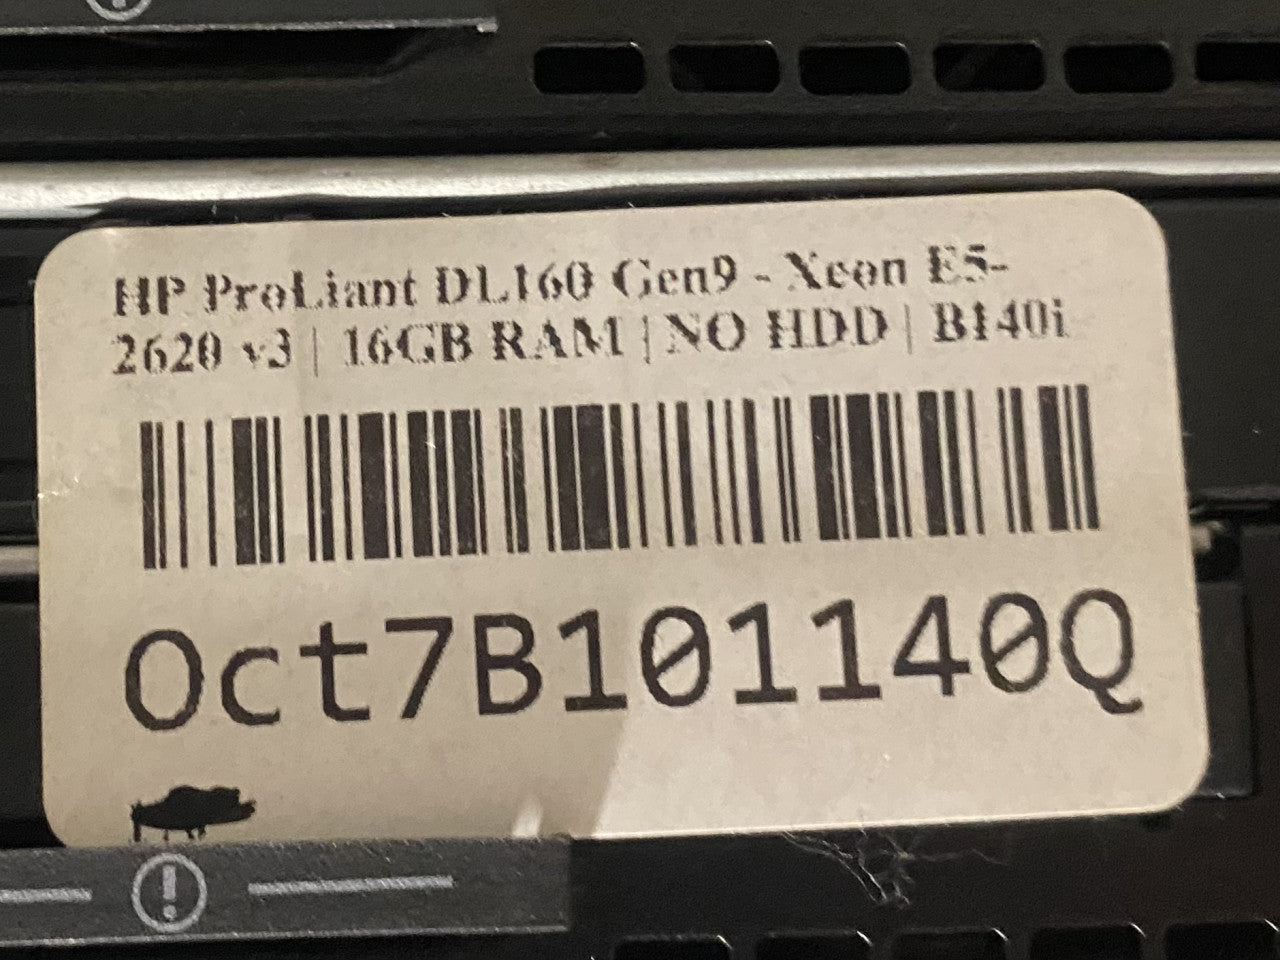 HP ProLiant DL160 Gen9 - Xeon E5-
2620 v3 | 16GB RAM | NO HDD | B140i
Oct7B101140Q